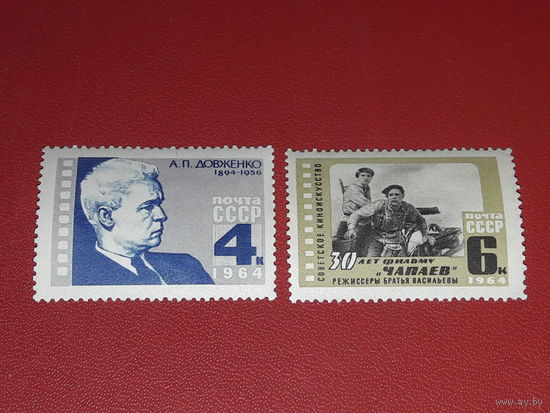 А.П. ДОВЖЕНКО
1894-1956
ПОЧТА
СССР
4к
1964
СОВЕТСКОЕ КИНОИСКУССТВО
ПОЧТА
СССР
6к
30 ЛЕТ ФИЛЬМУ
„ЧАПАЕВ"
РЕЖИССЕРЫ БРАТЬЯ ВАСИЛЬЕВЫ
1964
www.ay.by